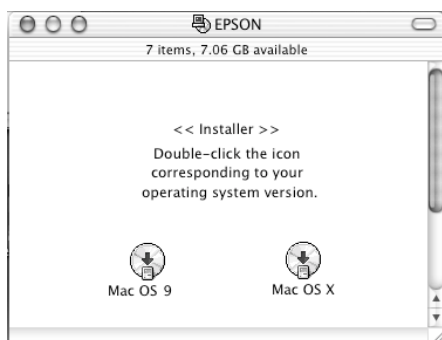 EPSON
7 items, 7.06 GB available
<< Installer >>
Double-click the icon
corresponding to your
operating system version.
Mac OS 9
Mac OS X